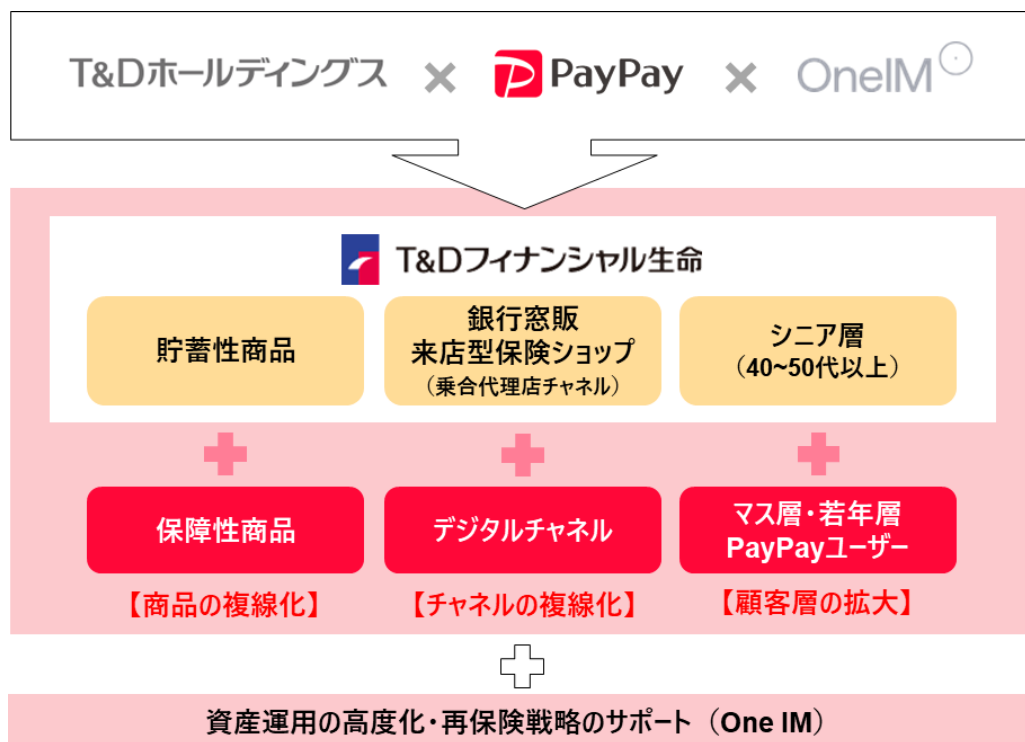 T&Dホールディングス × PayPay × OneIM
T&Dフィナンシャル生命
貯蓄性商品
銀行窓販
来店型保険ショップ
(乗合代理店チャネル)
シニア層
(40~50代以上)
保障性商品
デジタルチャネル
マス層・若年層
PayPayユーザー
【商品の複線化】
【チャネルの複線化】
【顧客層の拡大】
資産運用の高度化・再保険戦略のサポート(One IM)